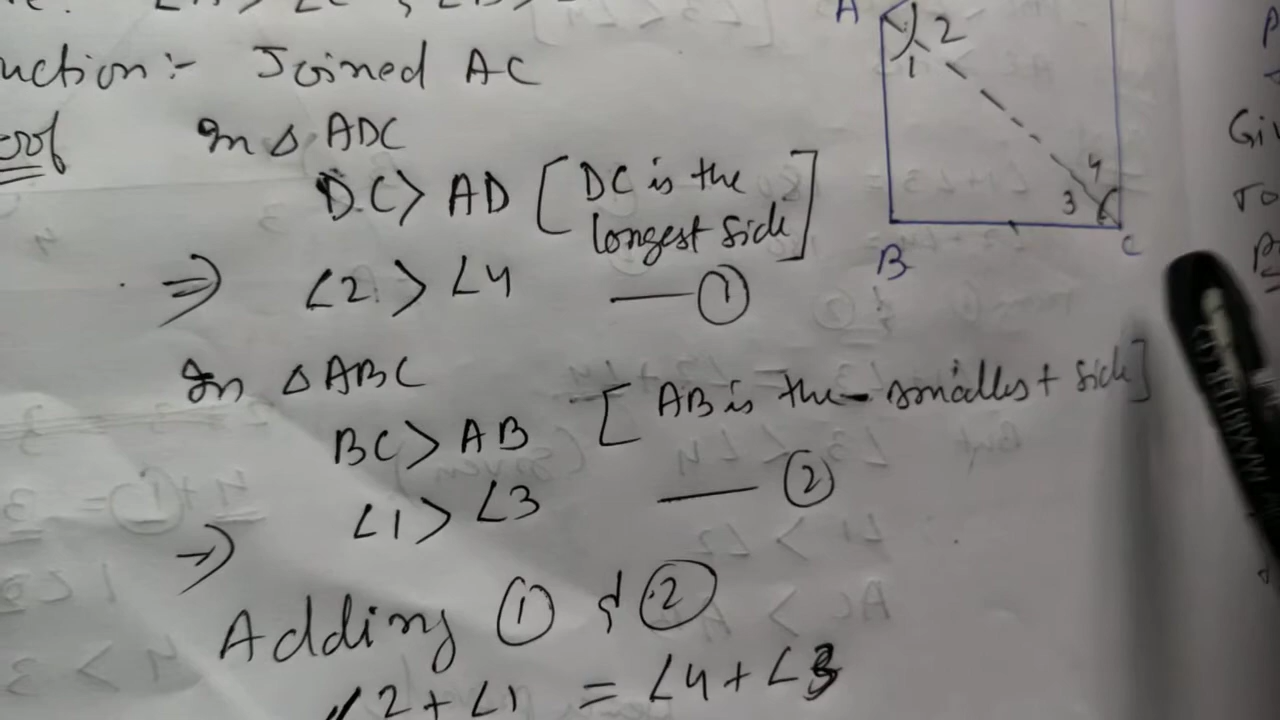 ∠A > ∠C ; ∠B >
uction:- Joined AC
In △ ADC
DC > AD [DC is the
longest side]
⇒ ∠2 > ∠4 — ①
In △ ABC
BC > AB [AB is the smallest side]
⇒ ∠1 > ∠3 — ②
Adding ① & ②
∠2 + ∠1 = ∠4 + ∠3
A
2
1
4
3
B
C
Gi
To